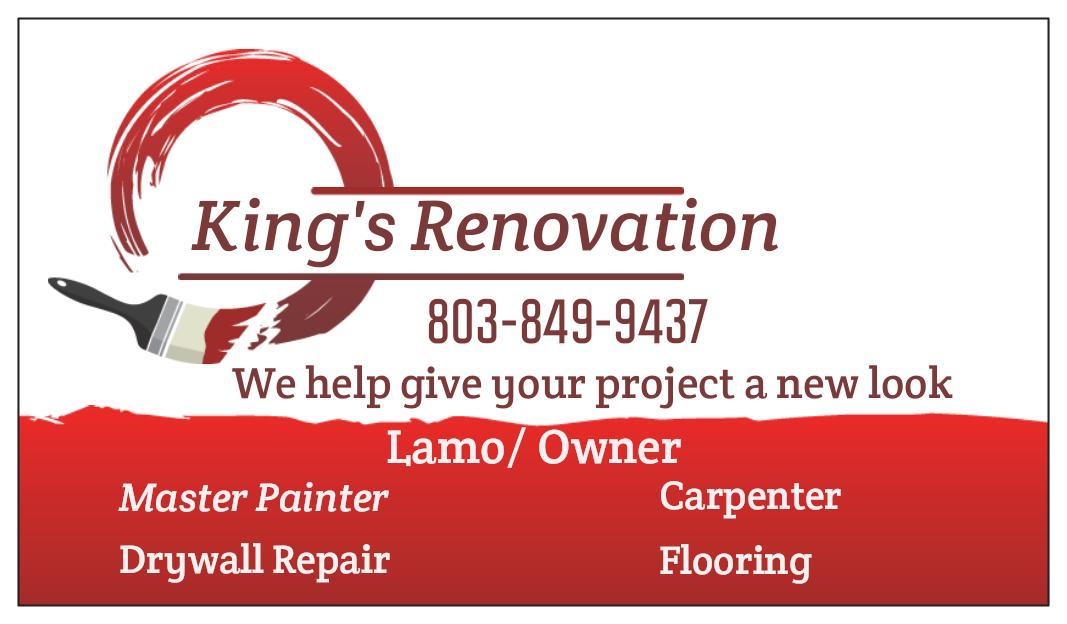 King's Renovation
803-849-9437
We help give your project a new look
Lamo/ Owner
Master Painter
Carpenter
Drywall Repair
Flooring